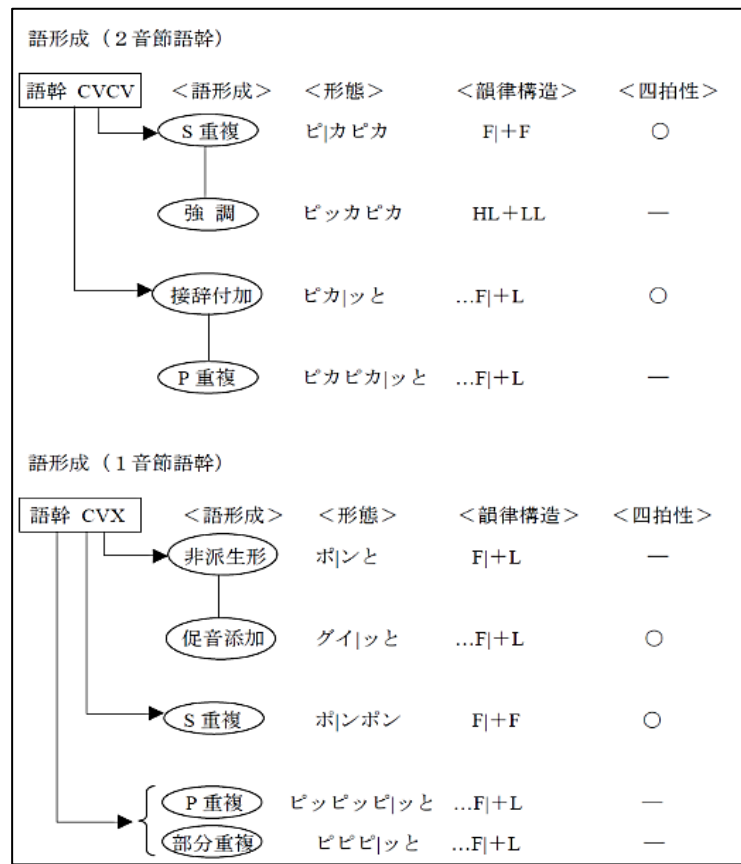 語形成(2音節語幹)
語幹 CVCV <語形成> <形態> <韻律構造> <四拍性>
S 重複 ピ|カピカ F|+F ○
強 調 ピッカピカ HL+LL ―
接辞付加 ピカ|ッと …F|+L ○
P 重複 ピカピカ|ッと …F|+L ―
語形成(1音節語幹)
語幹 CVX <語形成> <形態> <韻律構造> <四拍性>
非派生形 ポ|ンと F|+L ―
促音添加 グイ|ッと …F|+L ○
S 重複 ポ|ンポン F|+F ○
P 重複 ピッピッピ|ッと …F|+L ―
部分重複 ピピピ|ッと …F|+L ―